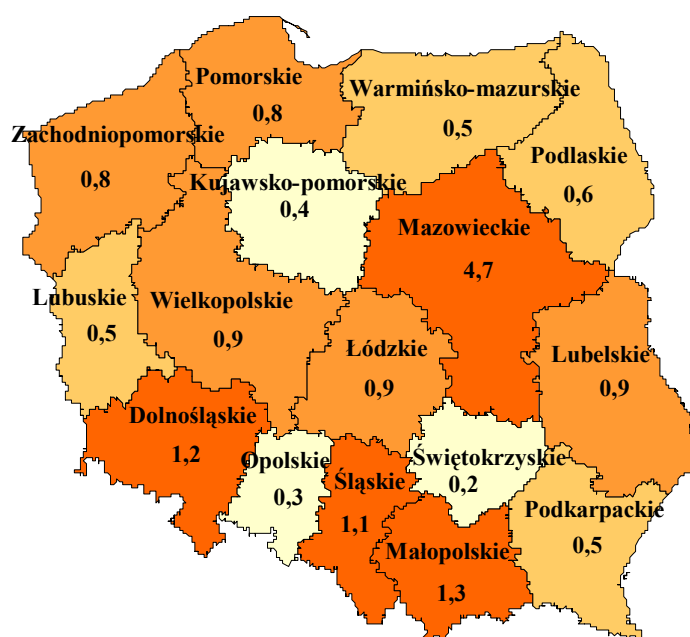 Pomorskie
0,8
Warmińsko-mazurskie
0,5
Zachodniopomorskie
0,8
Podlaskie
0,6
Kujawsko-pomorskie
0,4
Mazowieckie
4,7
Lubuskie
0,5
Wielkopolskie
0,9
Łódzkie
0,9
Lubelskie
0,9
Dolnośląskie
1,2
Opolskie
0,3
Śląskie
1,1
Świętokrzyskie
0,2
Podkarpackie
0,5
Małopolskie
1,3